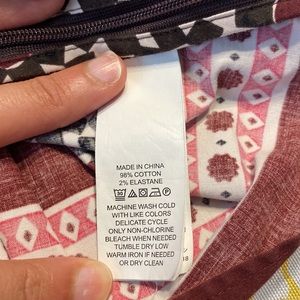 MADE IN CHINA
98% COTTON
2% ELASTANE
30
MACHINE WASH COLD
WITH LIKE COLORS
DELICATE CYCLE
ONLY NON-CHLORINE
BLEACH WHEN NEEDED
TUMBLE DRY LOW
WARM IRON IF NEEDED
OR DRY CLEAN